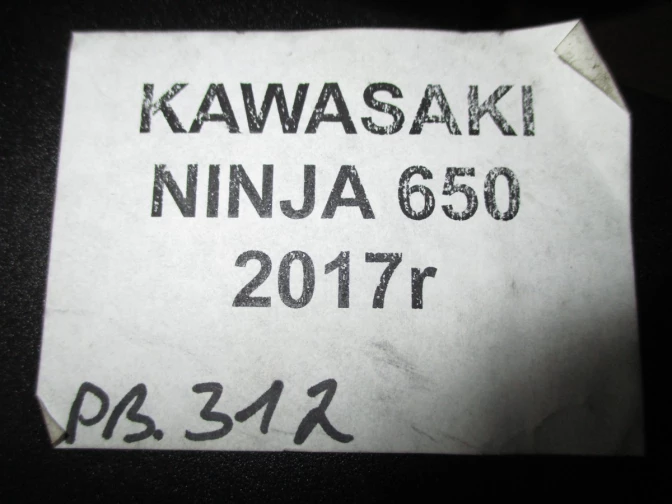 KAWASAKI
NINJA 650
2017r
PB. 312